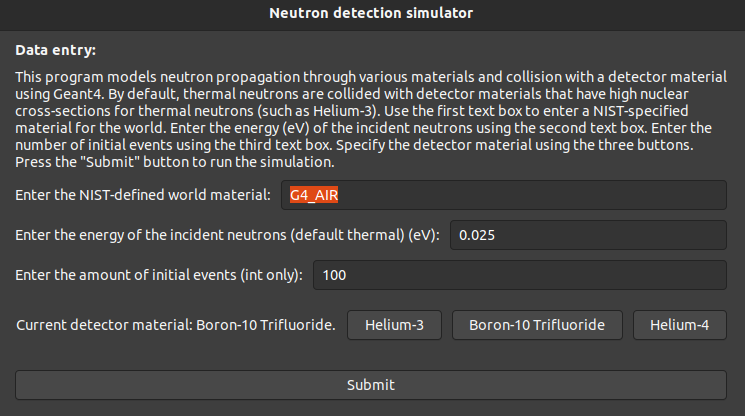 Neutron detection simulator
Data entry:
This program models neutron propagation through various materials and collision with a detector material
using Geant4. By default, thermal neutrons are collided with detector materials that have high nuclear
cross-sections for thermal neutrons (such as Helium-3). Use the first text box to enter a NIST-specified
material for the world. Enter the energy (eV) of the incident neutrons using the second text box. Enter the
number of initial events using the third text box. Specify the detector material using the three buttons.
Press the "Submit" button to run the simulation.
Enter the NIST-defined world material: G4_AIR
Enter the energy of the incident neutrons (default thermal) (eV): 0.025
Enter the amount of initial events (int only): 100
Current detector material: Boron-10 Trifluoride. Helium-3 Boron-10 Trifluoride Helium-4
Submit